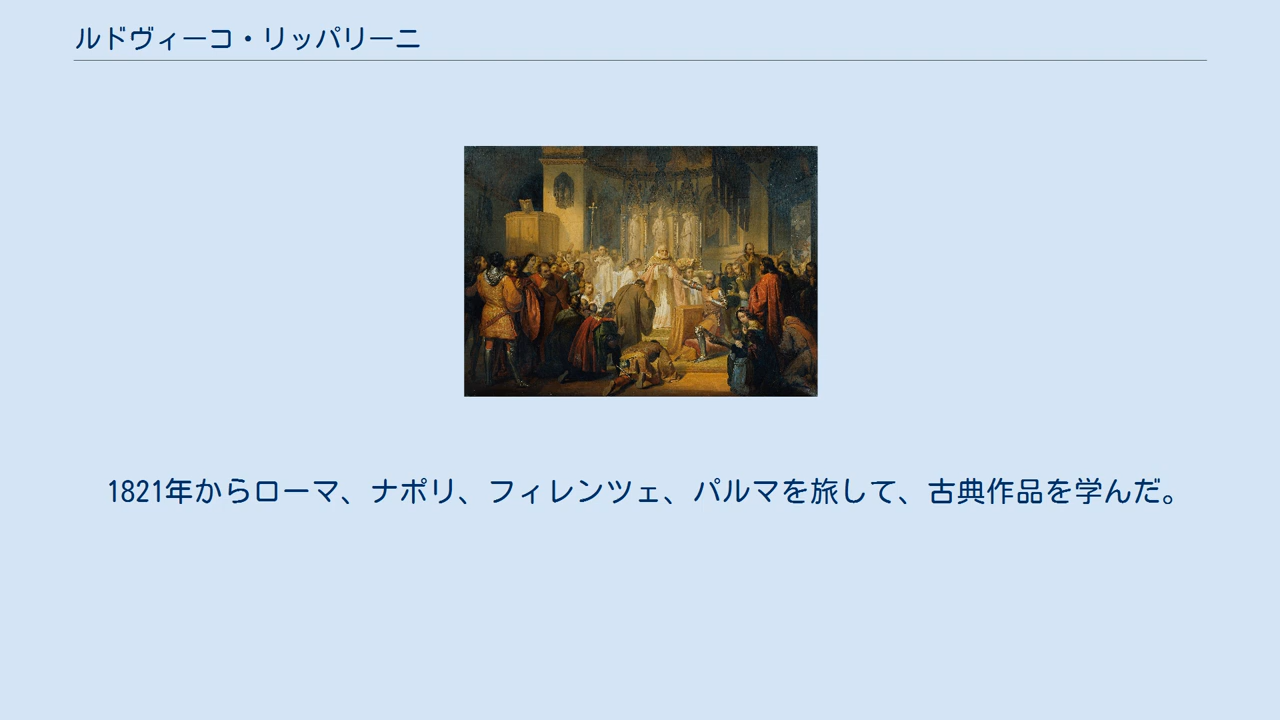 ルドヴィーコ・リッパリーニ
1821年からローマ、ナポリ、フィレンツェ、パルマを旅して、古典作品を学んだ。